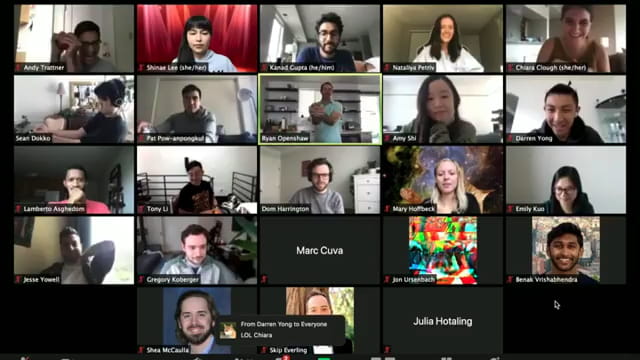 Andy Trattner
Shinae Lee (she/her)
Kanad Gupta (he/him)
Nataliya Petriv
Chiara Clough (she/her)
Sean Dokko
Pat Pow-anpongkul
Ryan Openshaw
Amy Shi
Darren Yong
Lamberto Asghedom
Tony Li
Dom Harrington
Mary Hoffbeck
Emily Kuo
Jesse Yowell
Gregory Koberger
Marc Cuva
Jon Ursenbach
Benak Vrishabhendra
Shea McCaulla
Skip Everling
From Darren Yong to Everyone
LOL Chiara
Julia Hotaling